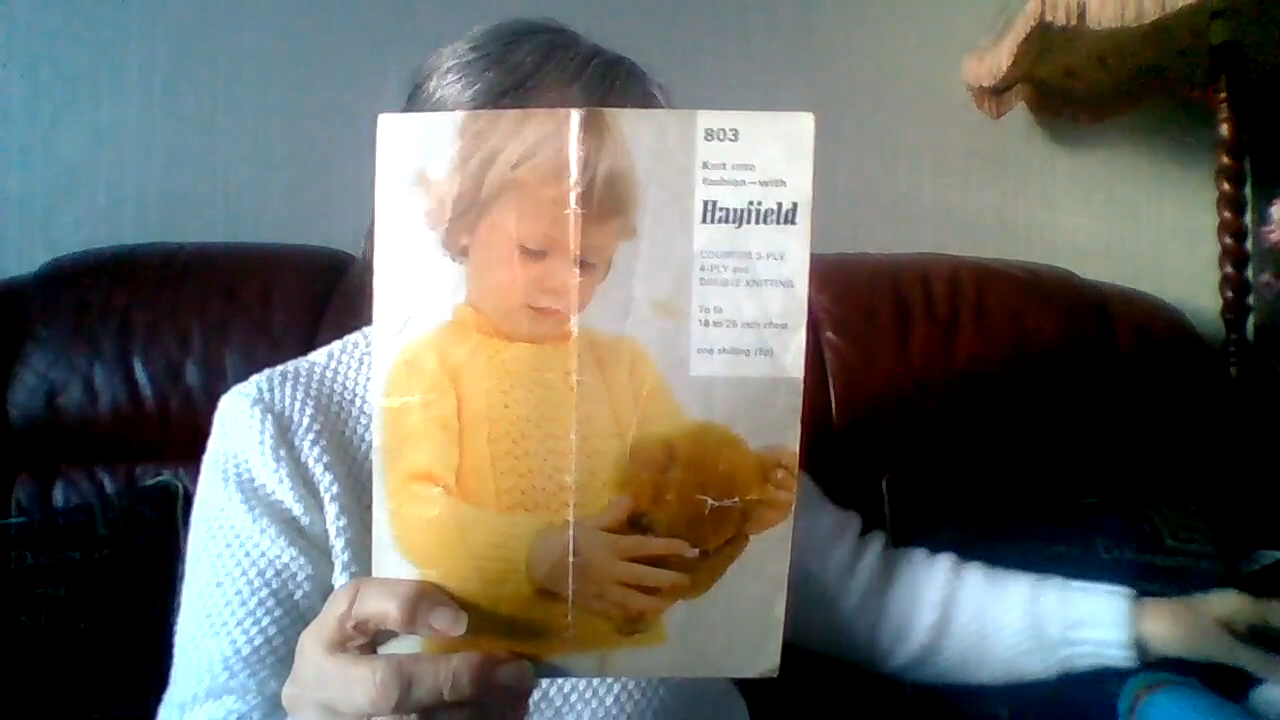 803
Knit into
fashion—with
Hayfield
COURTIER 3-PLY,
4-PLY and
DOUBLE KNITTING
To fit
18 to 26 inch chest
one shilling (5p)